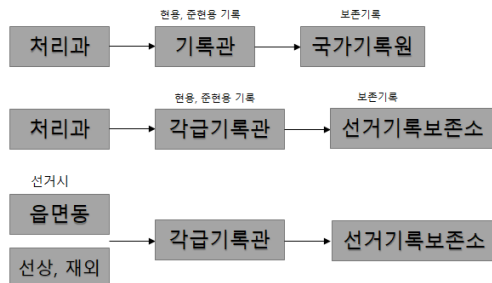 현용, 준현용 기록
보존기록
처리과
기록관
국가기록원
현용, 준현용 기록
보존기록
처리과
각급기록관
선거기록보존소
선거시
읍면동
각급기록관
선거기록보존소
선상, 재외